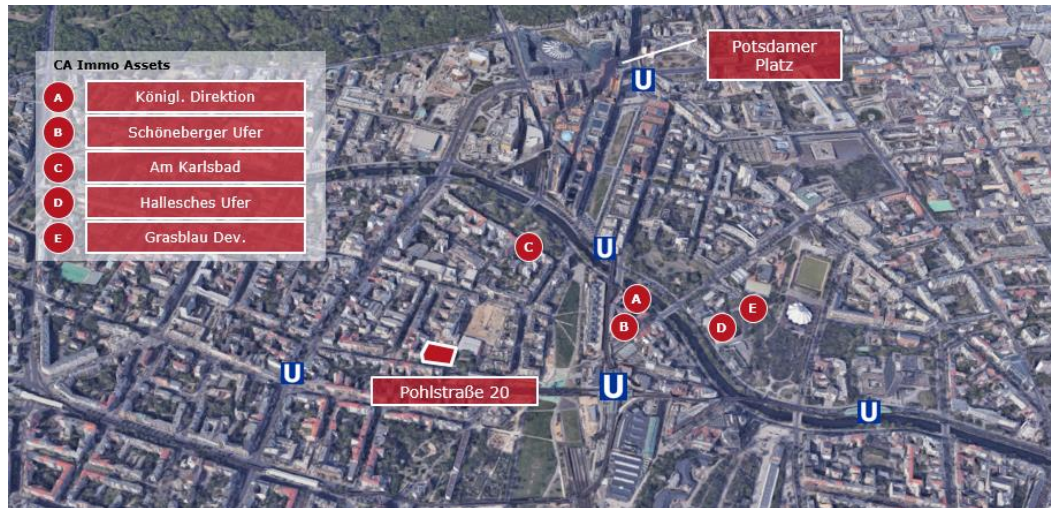 CA Immo Assets
A Königl. Direktion
B Schöneberger Ufer
C Am Karlsbad
D Hallesches Ufer
E Grasblau Dev.
Potsdamer
Platz
U
U
C
A
B
E
D
U
Pohlstraße 20
U
U